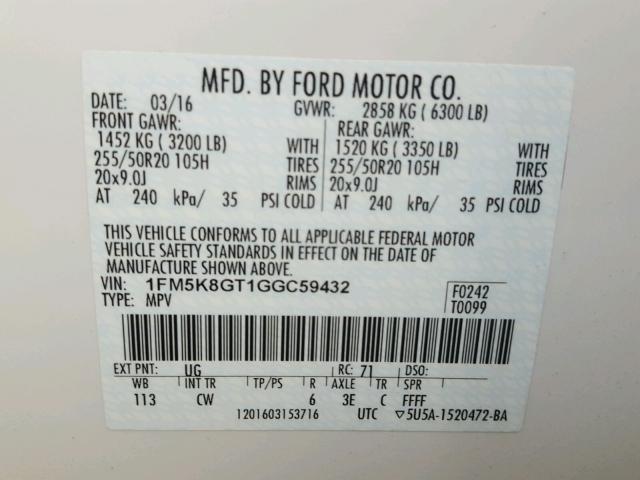 MFD. BY FORD MOTOR CO.
DATE: 03/16 GVWR: 2858 KG ( 6300 LB)
FRONT GAWR: REAR GAWR:
1452 KG ( 3200 LB) WITH 1520 KG ( 3350 LB) WITH
255/50R20 105H TIRES 255/50R20 105H TIRES
20x9.0J RIMS 20x9.0J RIMS
AT 240 kPa/ 35 PSI COLD AT 240 kPa/ 35 PSI COLD
THIS VEHICLE CONFORMS TO ALL APPLICABLE FEDERAL MOTOR
VEHICLE SAFETY STANDARDS IN EFFECT ON THE DATE OF
MANUFACTURE SHOWN ABOVE.
VIN: 1FM5K8GT1GGC59432 F0242
TYPE: MPV T0099
EXT PNT: UG RC: 71 DSO:
WB INT TR TP/PS R AXLE TR SPR
113 CW 6 3E C FFFF
1201603153716 UTC ▽5U5A-1520472-BA